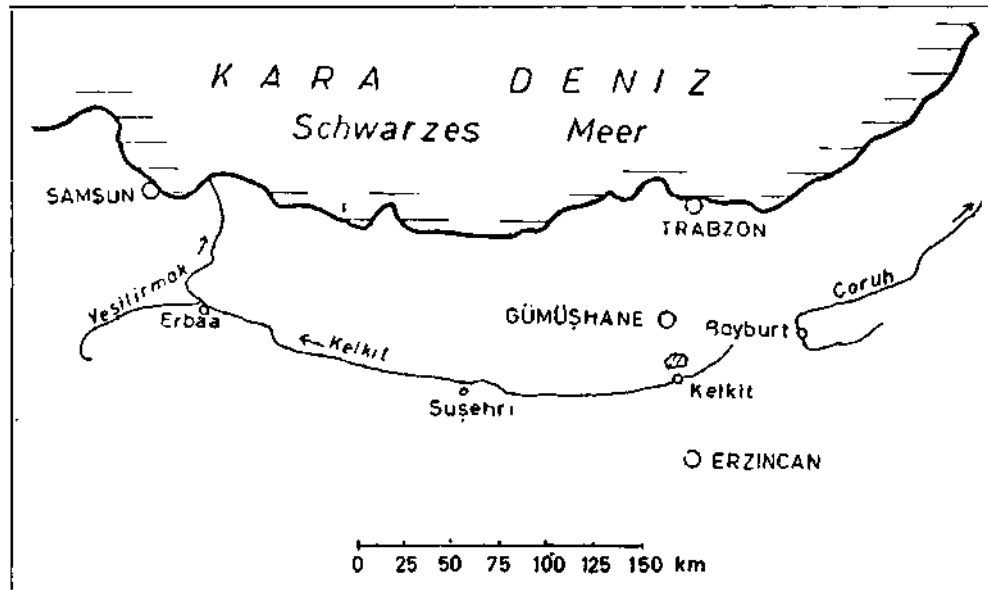 KARA DENIZ
Schwarzes Meer
SAMSUN
TRABZON
Yeşilirmak
Erbaa
Kelkit
Suşehri
GÜMÜŞHANE
Bayburt
Çoruh
Kelkit
ERZINCAN
0 25 50 75 100 125 150 km